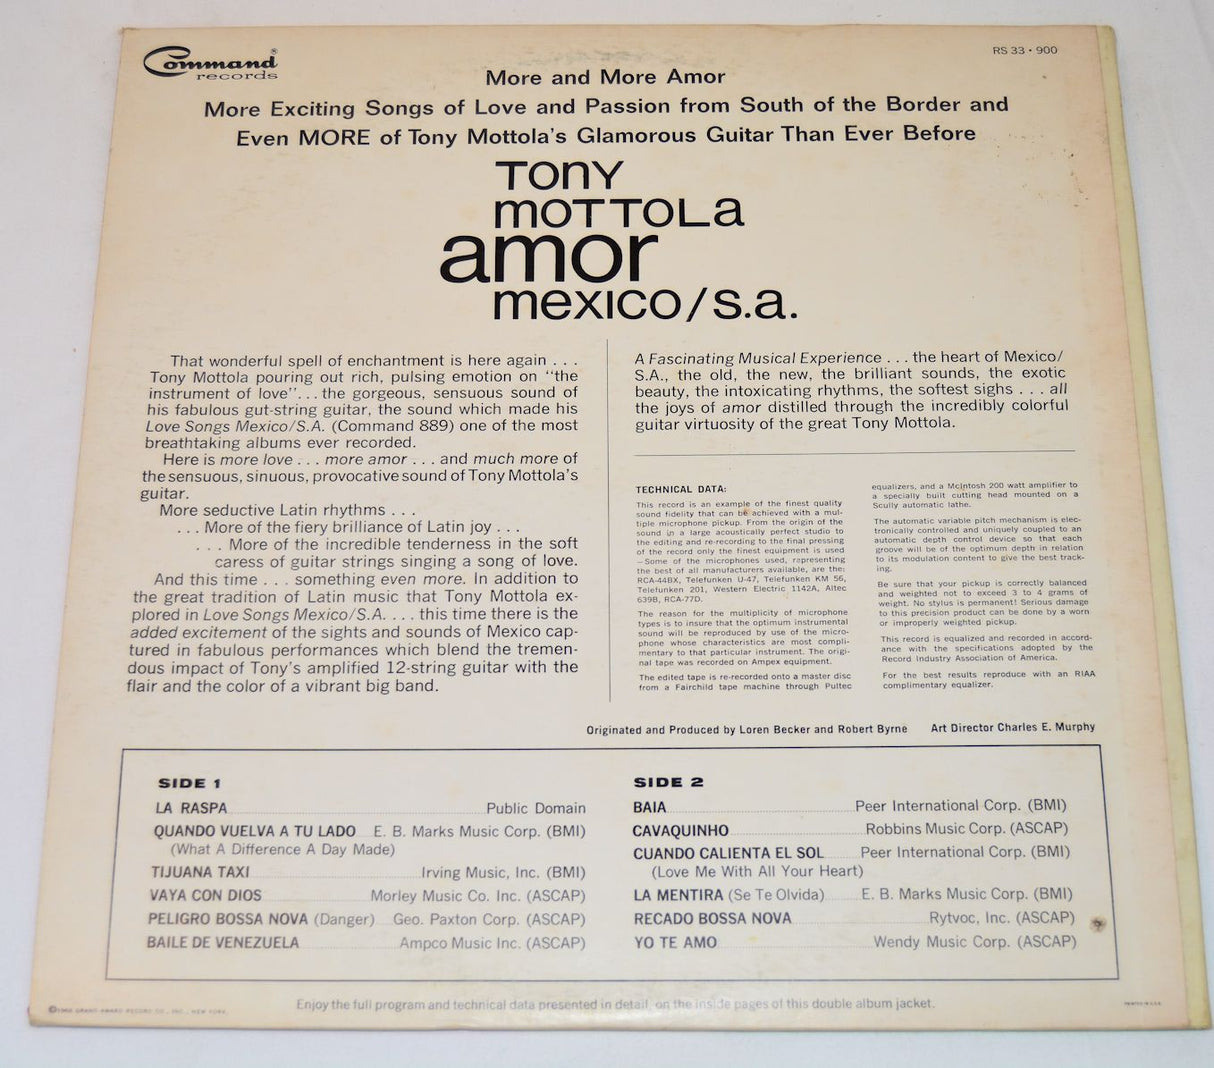 Command®
records
RS 33 • 900
More and More Amor
More Exciting Songs of Love and Passion from South of the Border and
Even MORE of Tony Mottola's Glamorous Guitar Than Ever Before
TONY
MOTTOLA
amor
mexico/s.a.
That wonderful spell of enchantment is here again . . .
Tony Mottola pouring out rich, pulsing emotion on "the
instrument of love". . . the gorgeous, sensuous sound of
his fabulous gut-string guitar, the sound which made his
Love Songs Mexico/S.A. (Command 889) one of the most
breathtaking albums ever recorded.
Here is more love . . . more amor . . . and much more of
the sensuous, sinuous, provocative sound of Tony Mottola's
guitar.
More seductive Latin rhythms . . .
. . . More of the fiery brilliance of Latin joy . . .
. . . More of the incredible tenderness in the soft
caress of guitar strings singing a song of love.
And this time . . . something even more. In addition to
the great tradition of Latin music that Tony Mottola ex-
plored in Love Songs Mexico/S.A. . . . this time there is the
added excitement of the sights and sounds of Mexico cap-
tured in fabulous performances which blend the tremen-
dous impact of Tony's amplified 12-string guitar with the
flair and the color of a vibrant big band.
A Fascinating Musical Experience . . . the heart of Mexico/
S.A., the old, the new, the brilliant sounds, the exotic
beauty, the intoxicating rhythms, the softest sighs . . . all
the joys of amor distilled through the incredibly colorful
guitar virtuosity of the great Tony Mottola.
TECHNICAL DATA:
This record is an example of the finest quality
sound fidelity that can be achieved with a mul-
tiple microphone pickup. From the origin of the
sound in a large acoustically perfect studio to
the editing and re-recording to the final pressing
of the record only the finest equipment is used
—Some of the microphones used, representing
the best of all manufacturers available, are the:
RCA-44BX, Telefunken U-47, Telefunken KM 56,
Telefunken 201, Western Electric 1142A, Altec
639B, RCA-77D.
The reason for the multiplicity of microphone
types is to insure that the optimum instrumental
sound will be reproduced by use of the micro-
phone whose characteristics are most compli-
mentary to that particular instrument. The origi-
nal tape was recorded on Ampex equipment.
The edited tape is re-recorded onto a master disc
from a Fairchild tape machine through Pultec
equalizers, and a McIntosh 200 watt amplifier to
a specially built cutting head mounted on a
Scully automatic lathe.
The automatic variable pitch mechanism is elec-
tronically controlled and uniquely coupled to an
automatic depth control device so that each
groove will be of the optimum depth in relation
to its modulation content to give the best track-
ing.
Be sure that your pickup is correctly balanced
and weighted not to exceed 3 to 4 grams of
weight. No stylus is permanent! Serious damage
to this precision product can be done by a worn
or improperly weighted pickup.
This record is equalized and recorded in accord-
ance with the specifications adopted by the
Record Industry Association of America.
For the best results reproduce with an RIAA
complimentary equalizer.
Originated and Produced by Loren Becker and Robert Byrne Art Director Charles E. Murphy
SIDE 1
LA RASPA Public Domain
QUANDO VUELVA A TU LADO E. B. Marks Music Corp. (BMI)
(What A Difference A Day Made)
TIJUANA TAXI Irving Music, Inc. (BMI)
VAYA CON DIOS Morley Music Co. Inc. (ASCAP)
PELIGRO BOSSA NOVA (Danger) Geo. Paxton Corp. (ASCAP)
BAILE DE VENEZUELA Ampco Music Inc. (ASCAP)
SIDE 2
BAIA Peer International Corp. (BMI)
CAVAQUINHO Robbins Music Corp. (ASCAP)
CUANDO CALIENTA EL SOL Peer International Corp. (BMI)
(Love Me With All Your Heart)
LA MENTIRA (Se Te Olvida) E. B. Marks Music Corp. (BMI)
RECADO BOSSA NOVA Rytvoc, Inc. (ASCAP)
YO TE AMO Wendy Music Corp. (ASCAP)
Enjoy the full program and technical data presented in detail, on the inside pages of this double album jacket.
©1966 GRAND AWARD RECORD CO., INC., NEW YORK.
PRINTED IN U.S.A.